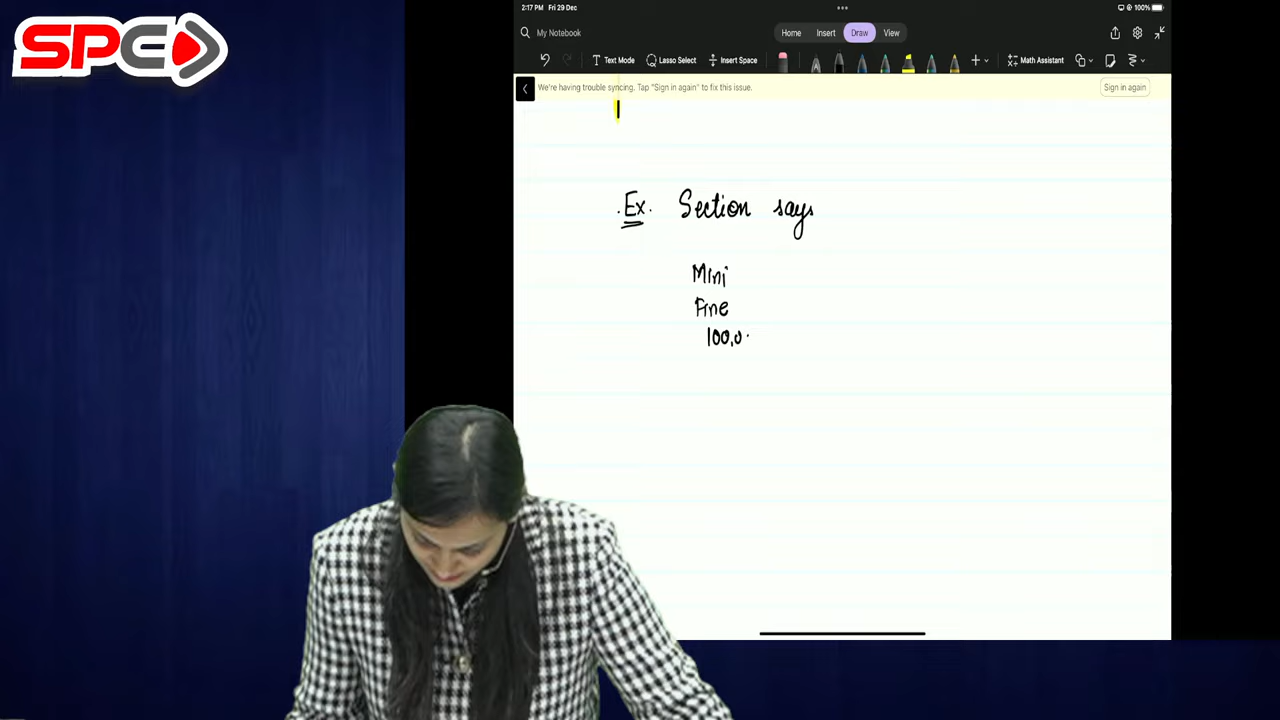 SPC
2:17 PM Fri 29 Dec
100%
My Notebook
Home Insert Draw View
Text Mode Lasso Select Insert Space Math Assistant
We're having trouble syncing. Tap "Sign in again" to fix this issue.
Sign in again
Ex. Section says
Mini
Fine
100,0